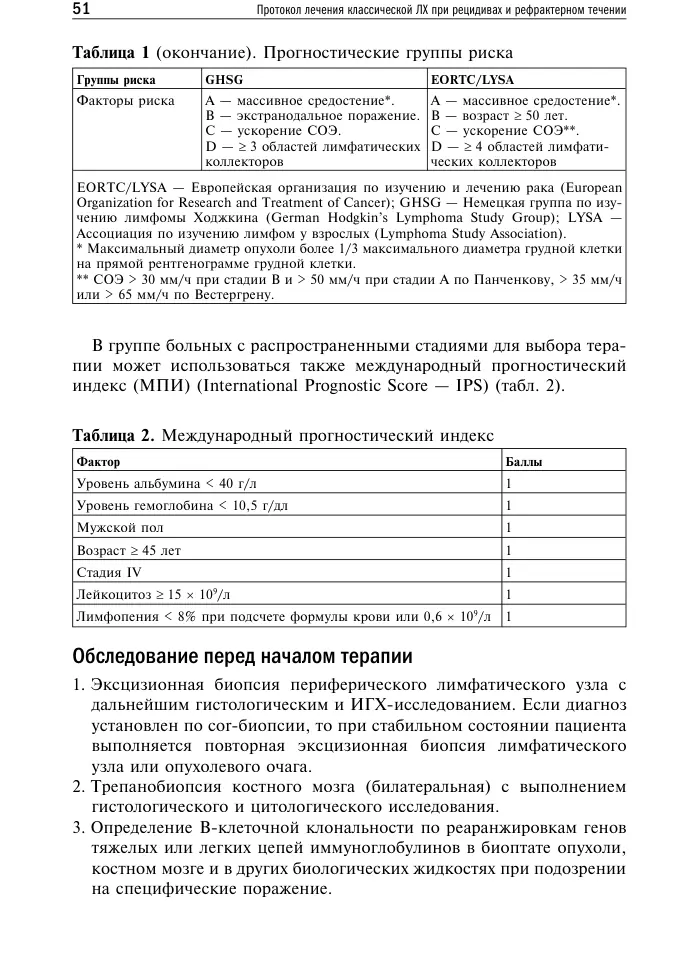 51 Протокол лечения классической ЛХ при рецидивах и рефрактерном течении
Таблица 1 (окончание). Прогностические группы риска
Группы риска GHSG EORTC/LYSA
Факторы риска A — массивное средостение*. A — массивное средостение*.
B — экстранодальное поражение. B — возраст ≥ 50 лет.
C — ускорение СОЭ. C — ускорение СОЭ**.
D — ≥ 3 областей лимфатических D — ≥ 4 областей лимфати-
коллекторов ческих коллекторов
EORTC/LYSA — Европейская организация по изучению и лечению рака (European
Organization for Research and Treatment of Cancer); GHSG — Немецкая группа по изу-
чению лимфомы Ходжкина (German Hodgkin's Lymphoma Study Group); LYSA —
Ассоциация по изучению лимфом у взрослых (Lymphoma Study Association).
* Максимальный диаметр опухоли более 1/3 максимального диаметра грудной клетки
на прямой рентгенограмме грудной клетки.
** СОЭ > 30 мм/ч при стадии В и > 50 мм/ч при стадии А по Панченкову, > 35 мм/ч
или > 65 мм/ч по Вестергрену.
В группе больных с распространенными стадиями для выбора тера-
пии может использоваться также международный прогностический
индекс (МПИ) (International Prognostic Score — IPS) (табл. 2).
Таблица 2. Международный прогностический индекс
Фактор Баллы
Уровень альбумина < 40 г/л 1
Уровень гемоглобина < 10,5 г/дл 1
Мужской пол 1
Возраст ≥ 45 лет 1
Стадия IV 1
Лейкоцитоз ≥ 15 × 10⁹/л 1
Лимфопения < 8% при подсчете формулы крови или 0,6 × 10⁹/л 1
Обследование перед началом терапии
1. Эксцизионная биопсия периферического лимфатического узла с
дальнейшим гистологическим и ИГХ-исследованием. Если диагноз
установлен по cor-биопсии, то при стабильном состоянии пациента
выполняется повторная эксцизионная биопсия лимфатического
узла или опухолевого очага.
2. Трепанобиопсия костного мозга (билатеральная) с выполнением
гистологического и цитологического исследования.
3. Определение В-клеточной клональности по реаранжировкам генов
тяжелых или легких цепей иммуноглобулинов в биоптате опухоли,
костном мозге и в других биологических жидкостях при подозрении
на специфическое поражение.